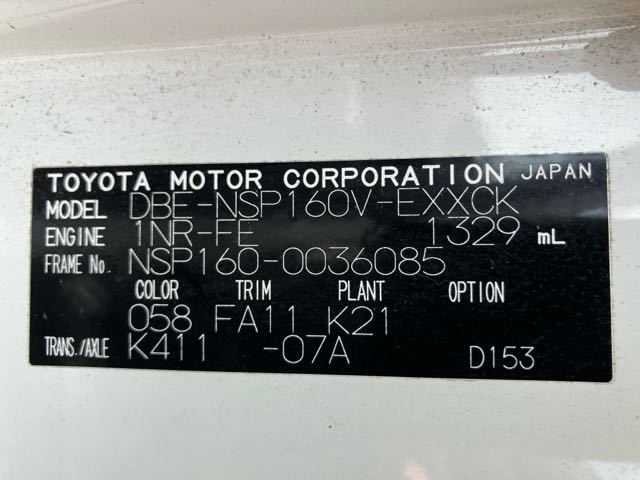 TOYOTA MOTOR CORPORATION JAPAN
MODEL DBE-NSP160V-EXXCK
ENGINE 1NR-FE 1329 mL
FRAME No. NSP160-0036085
COLOR TRIM PLANT OPTION
058 FA11 K21
TRANS./AXLE K411 -07A D153